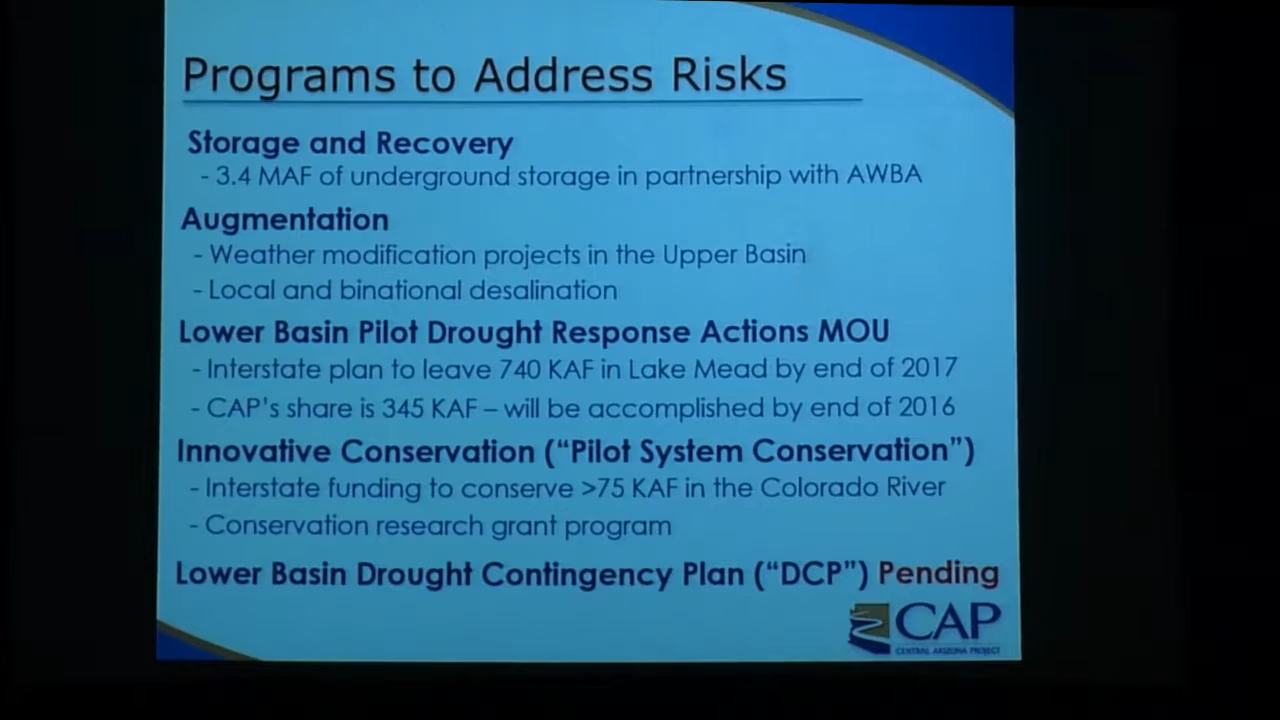 Programs to Address Risks
Storage and Recovery
- 3.4 MAF of underground storage in partnership with AWBA
Augmentation
- Weather modification projects in the Upper Basin
- Local and binational desalination
Lower Basin Pilot Drought Response Actions MOU
- Interstate plan to leave 740 KAF in Lake Mead by end of 2017
- CAP's share is 345 KAF – will be accomplished by end of 2016
Innovative Conservation ("Pilot System Conservation")
- Interstate funding to conserve >75 KAF in the Colorado River
- Conservation research grant program
Lower Basin Drought Contingency Plan ("DCP") Pending
CAP
CENTRAL ARIZONA PROJECT